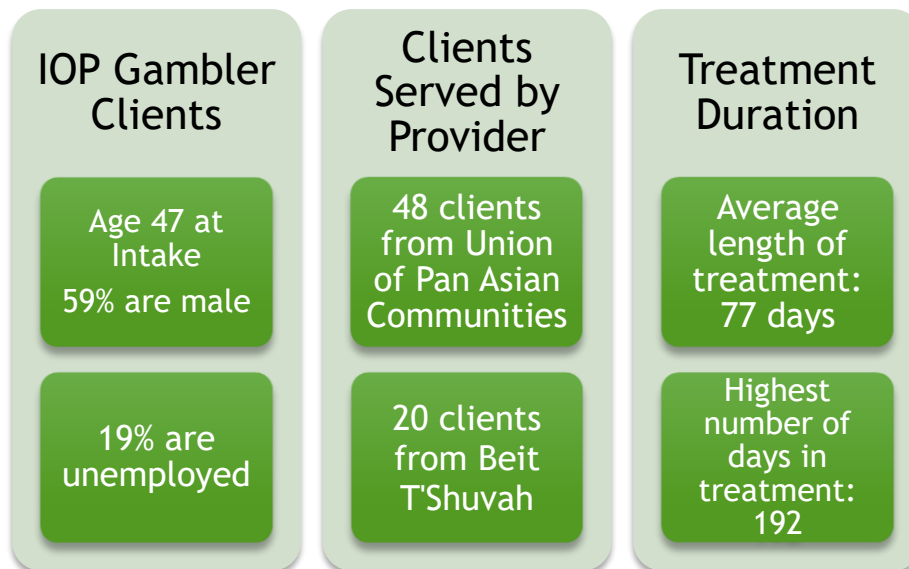 IOP Gambler
Clients
Age 47 at
Intake
59% are male
19% are
unemployed
Clients
Served by
Provider
48 clients
from Union
of Pan Asian
Communities
20 clients
from Beit
T'Shuvah
Treatment
Duration
Average
length of
treatment:
77 days
Highest
number of
days in
treatment:
192